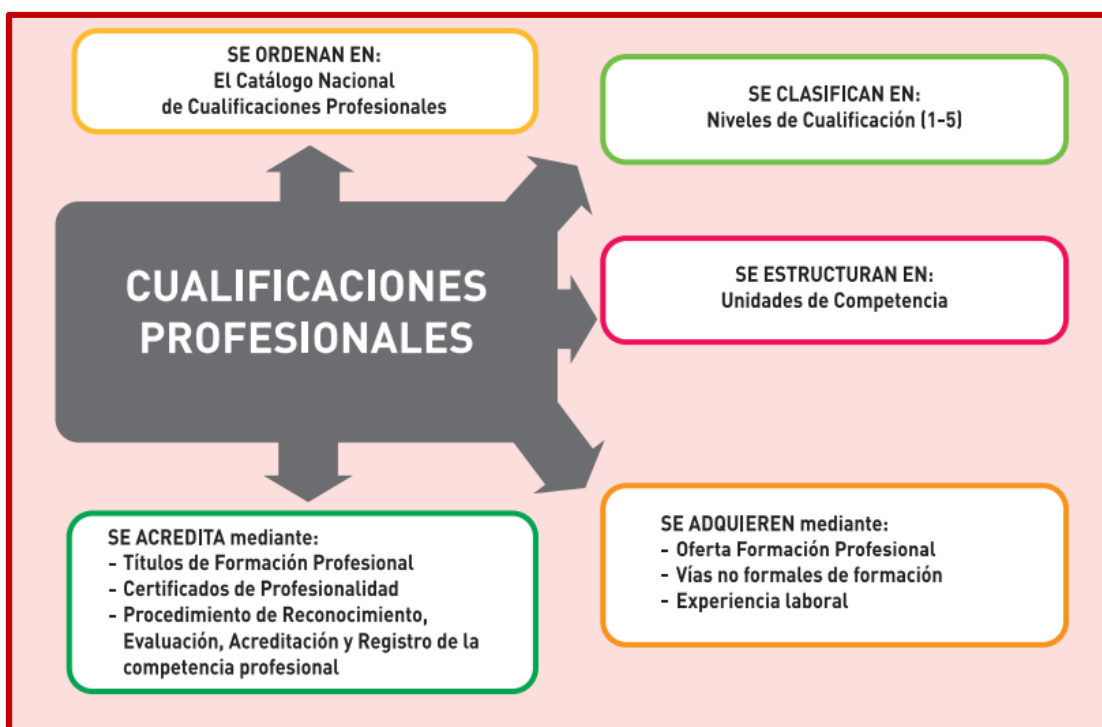 SE ORDENAN EN:
El Catálogo Nacional
de Cualificaciones Profesionales
SE CLASIFICAN EN:
Niveles de Cualificación (1-5)
CUALIFICACIONES
PROFESIONALES
SE ESTRUCTURAN EN:
Unidades de Competencia
SE ACREDITA mediante:
- Títulos de Formación Profesional
- Certificados de Profesionalidad
- Procedimiento de Reconocimiento,
Evaluación, Acreditación y Registro de la
competencia profesional
SE ADQUIEREN mediante:
- Oferta Formación Profesional
- Vías no formales de formación
- Experiencia laboral